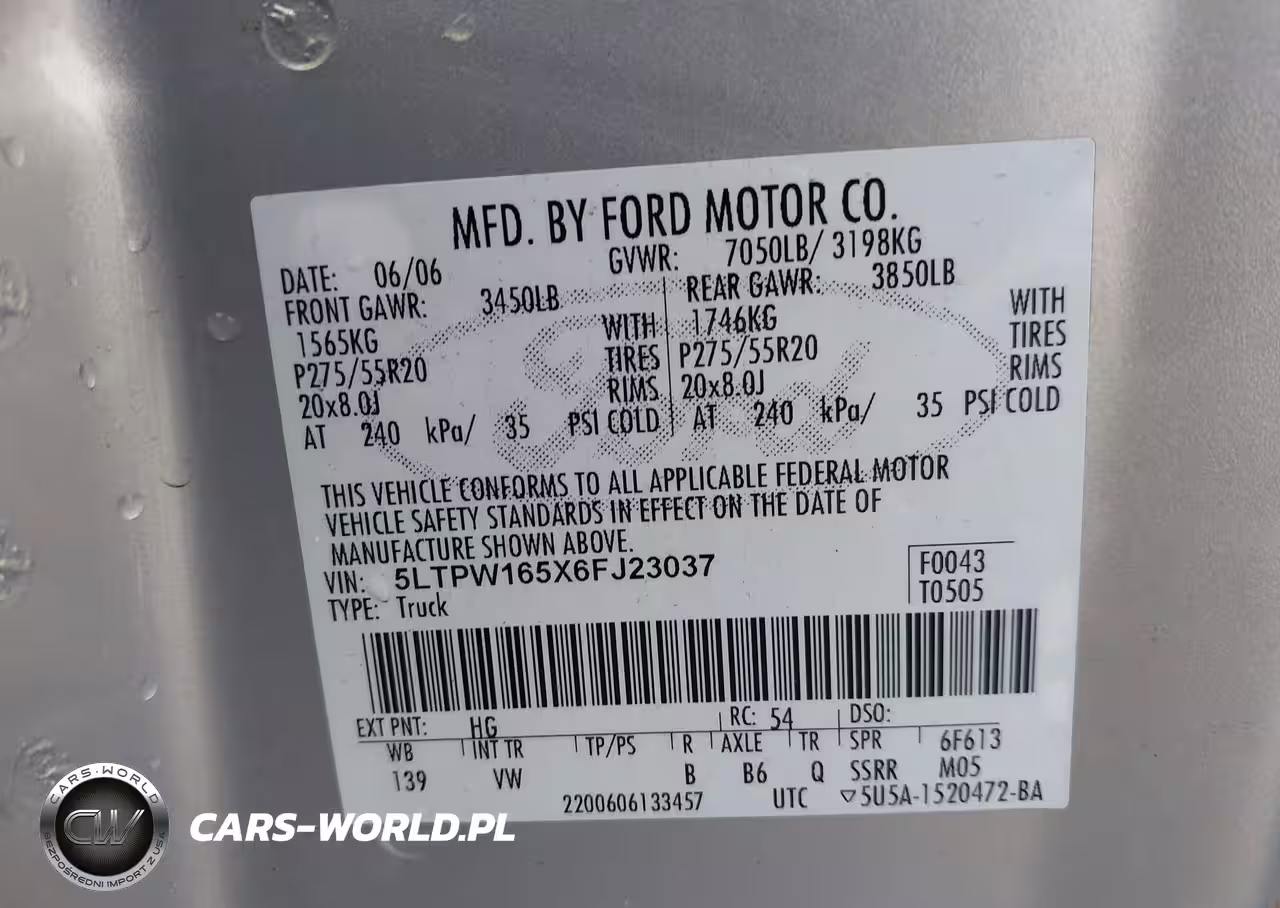 MFD. BY FORD MOTOR CO.
DATE: 06/06 GVWR: 7050LB/ 3198KG
FRONT GAWR: 3450LB REAR GAWR: 3850LB
1565KG WITH 1746KG WITH
P275/55R20 TIRES P275/55R20 TIRES
20x8.0J RIMS 20x8.0J RIMS
AT 240 kPa/ 35 PSI COLD AT 240 kPa/ 35 PSI COLD
THIS VEHICLE CONFORMS TO ALL APPLICABLE FEDERAL MOTOR
VEHICLE SAFETY STANDARDS IN EFFECT ON THE DATE OF
MANUFACTURE SHOWN ABOVE.
VIN: 5LTPW165X6FJ23037 F0043
TYPE: Truck T0505
EXT PNT: HG RC: 54 DSO:
WB INT TR TP/PS R AXLE TR SPR 6F613
139 VW B B6 Q SSRR M05
2200606133457 UTC ▽5U5A-1520472-BA
CARS-WORLD
CW
BEZPOŚREDNI IMPORT Z USA
CARS-WORLD.PL